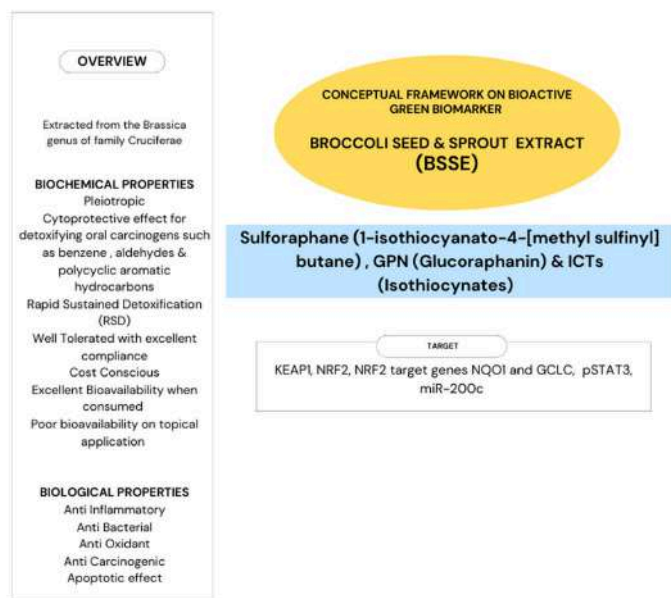 OVERVIEW
Extracted from the Brassica
genus of family Cruciferae
BIOCHEMICAL PROPERTIES
Pleiotropic
Cytoprotective effect for
detoxifying oral carcinogens such
as benzene , aldehydes &
polycyclic aromatic
hydrocarbons
Rapid Sustained Detoxification
(RSD)
Well Tolerated with excellent
compliance
Cost Conscious
Excellent Bioavailability when
consumed
Poor bioavailability on topical
application
BIOLOGICAL PROPERTIES
Anti Inflammatory
Anti Bacterial
Anti Oxidant
Anti Carcinogenic
Apoptotic effect
CONCEPTUAL FRAMEWORK ON BIOACTIVE
GREEN BIOMARKER
BROCCOLI SEED & SPROUT EXTRACT
(BSSE)
Sulforaphane (1-isothiocyanato-4-[methyl sulfinyl]
butane) , GPN (Glucoraphanin) & ICTs
(Isothiocynates)
TARGET
KEAP1, NRF2, NRF2 target genes NQO1 and GCLC, pSTAT3,
miR-200c